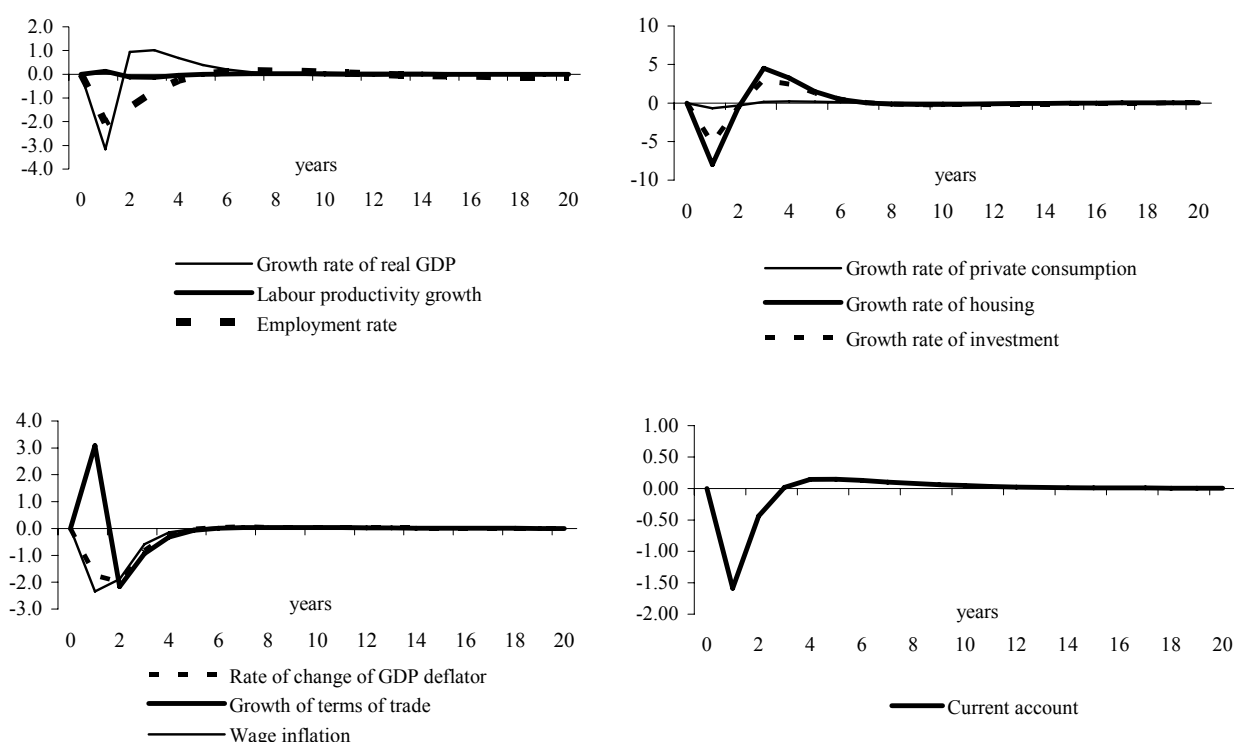 2.0
1.0
0.0
-1.0
-2.0
-3.0
-4.0
years
0 2 4 6 8 10 12 14 16 18 20
Growth rate of real GDP
Labour productivity growth
Employment rate
10
5
0
-5
-10
years
0 2 4 6 8 10 12 14 16 18 20
Growth rate of private consumption
Growth rate of housing
Growth rate of investment
4.0
3.0
2.0
1.0
0.0
-1.0
-2.0
-3.0
years
0 2 4 6 8 10 12 14 16 18 20
Rate of change of GDP deflator
Growth of terms of trade
Wage inflation
1.00
0.50
0.00
-0.50
-1.00
-1.50
-2.00
years
0 2 4 6 8 10 12 14 16 18 20
Current account